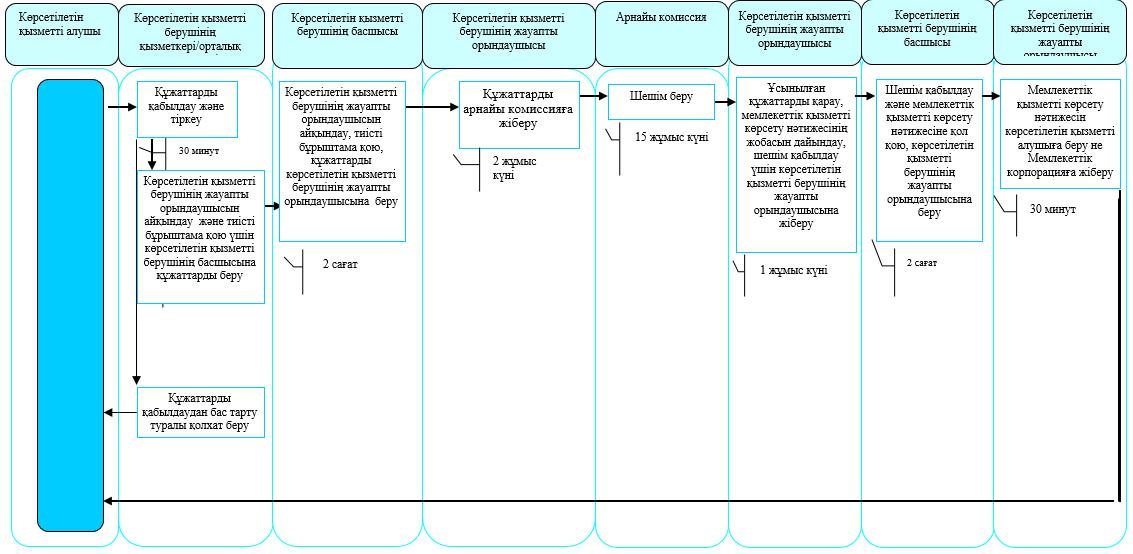 Көрсетілетін
қызметті алушы
Көрсетілетін қызметті
берушінің
қызметкері/орталық
Көрсетілетін қызметті
берушінің басшысы
Көрсетілетін қызметті
берушінің жауапты
орындаушысы
Арнайы комиссия
Көрсетілетін қызметті
берушінің жауапты
орындаушысы
Көрсетілетін
қызметті берушінің
басшысы
Көрсетілетін
қызметті берушінің
жауапты
орындаушысы
Құжаттарды
қабылдау және
тіркеу
30 минут
Көрсетілетін қызметті
берушінің жауапты
орындаушысын
айқындау және тиісті
бұрыштама қою үшін
көрсетілетін қызметті
берушінің басшысына
құжаттарды беру
Құжаттарды
қабылдаудан бас тарту
туралы қолхат беру
Көрсетілетін қызметті
берушінің жауапты
орындаушысын
айқындау, тиісті
бұрыштама қою,
құжаттарды
көрсетілетін қызметті
берушінің жауапты
орындаушысына беру
2 сағат
Құжаттарды
арнайы комиссияға
жіберу
2 жұмыс
күні
Шешім беру
15 жұмыс күні
Ұсынылған
құжаттарды қарау,
мемлекеттік қызметті
көрсету нәтижесінің
жобасын дайындау,
шешім қабылдау
үшін көрсетілетін
қызметті берушінің
жауапты
орындаушысына
жіберу
1 жұмыс күні
Шешім қабылдау
және мемлекеттік
қызметті көрсету
нәтижесіне қол
қою, көрсетілетін
қызметті
берушінің
жауапты
орындаушысына
беру
2 сағат
Мемлекеттік
қызметті көрсету
нәтижесін
көрсетілетін қызметті
алушыға беру не
Мемлекеттік
корпорацияға жіберу
30 минут